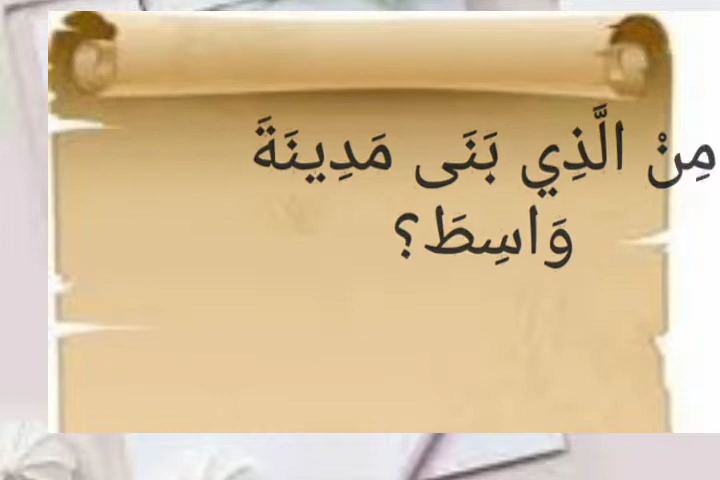 مِنْ الَّذِي بَنَى مَدِينَةَ
وَاسِطَ؟